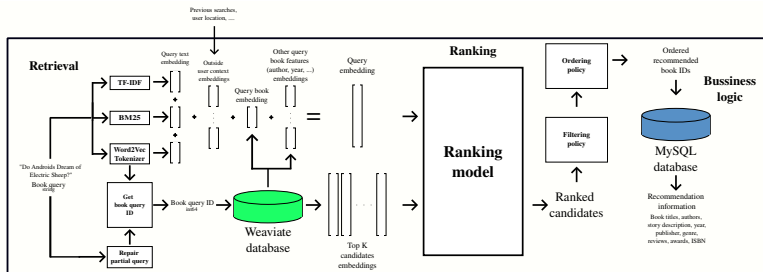 Previous searches,
user location, ....
Retrieval
Query text
embedding
Outside
user context
embeddings
Other query
book features
(author, year, ...)
embedding
Query book
embedding
Query
embedding
Ranking
Ordering
policy
Ordered
recommended
book IDs
Bussiness
logic
TF-IDF
BM25
Word2Vec
Tokenizer
+
+
+
+
+
=
"Do Androids Dream of
Electric Sheep?"
Book query
string
Get
book query
ID
Book query ID
int64
Repair
partial query
Weaviate
database
Top K
candidates
embeddings
Ranking
model
Filtering
policy
Ranked
candidates
MySQL
database
Recommendation
information
Book titles, authors,
story description, year,
publisher, genre,
reviews, awards, ISBN